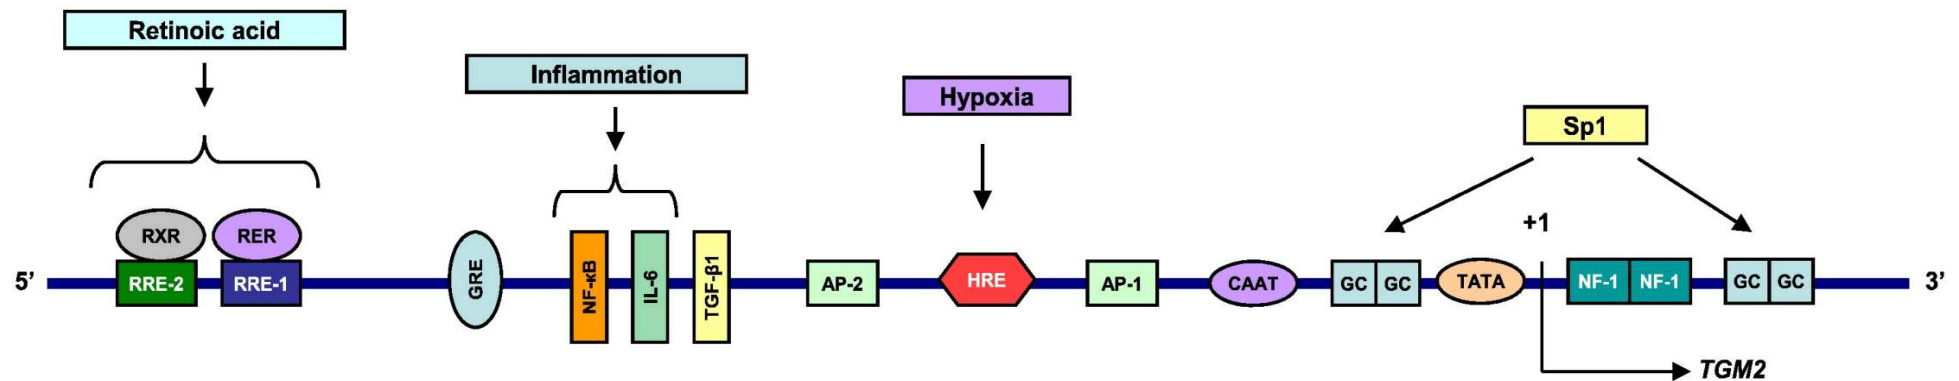 Retinoic acid
Inflammation
Hypoxia
Sp1
+1
RXR
RER
5’
RRE-2
RRE-1
GRE
NF-κB
IL-6
TGF-β1
AP-2
HRE
AP-1
CAAT
GC
GC
TATA
NF-1
NF-1
GC
GC
3’
TGM2